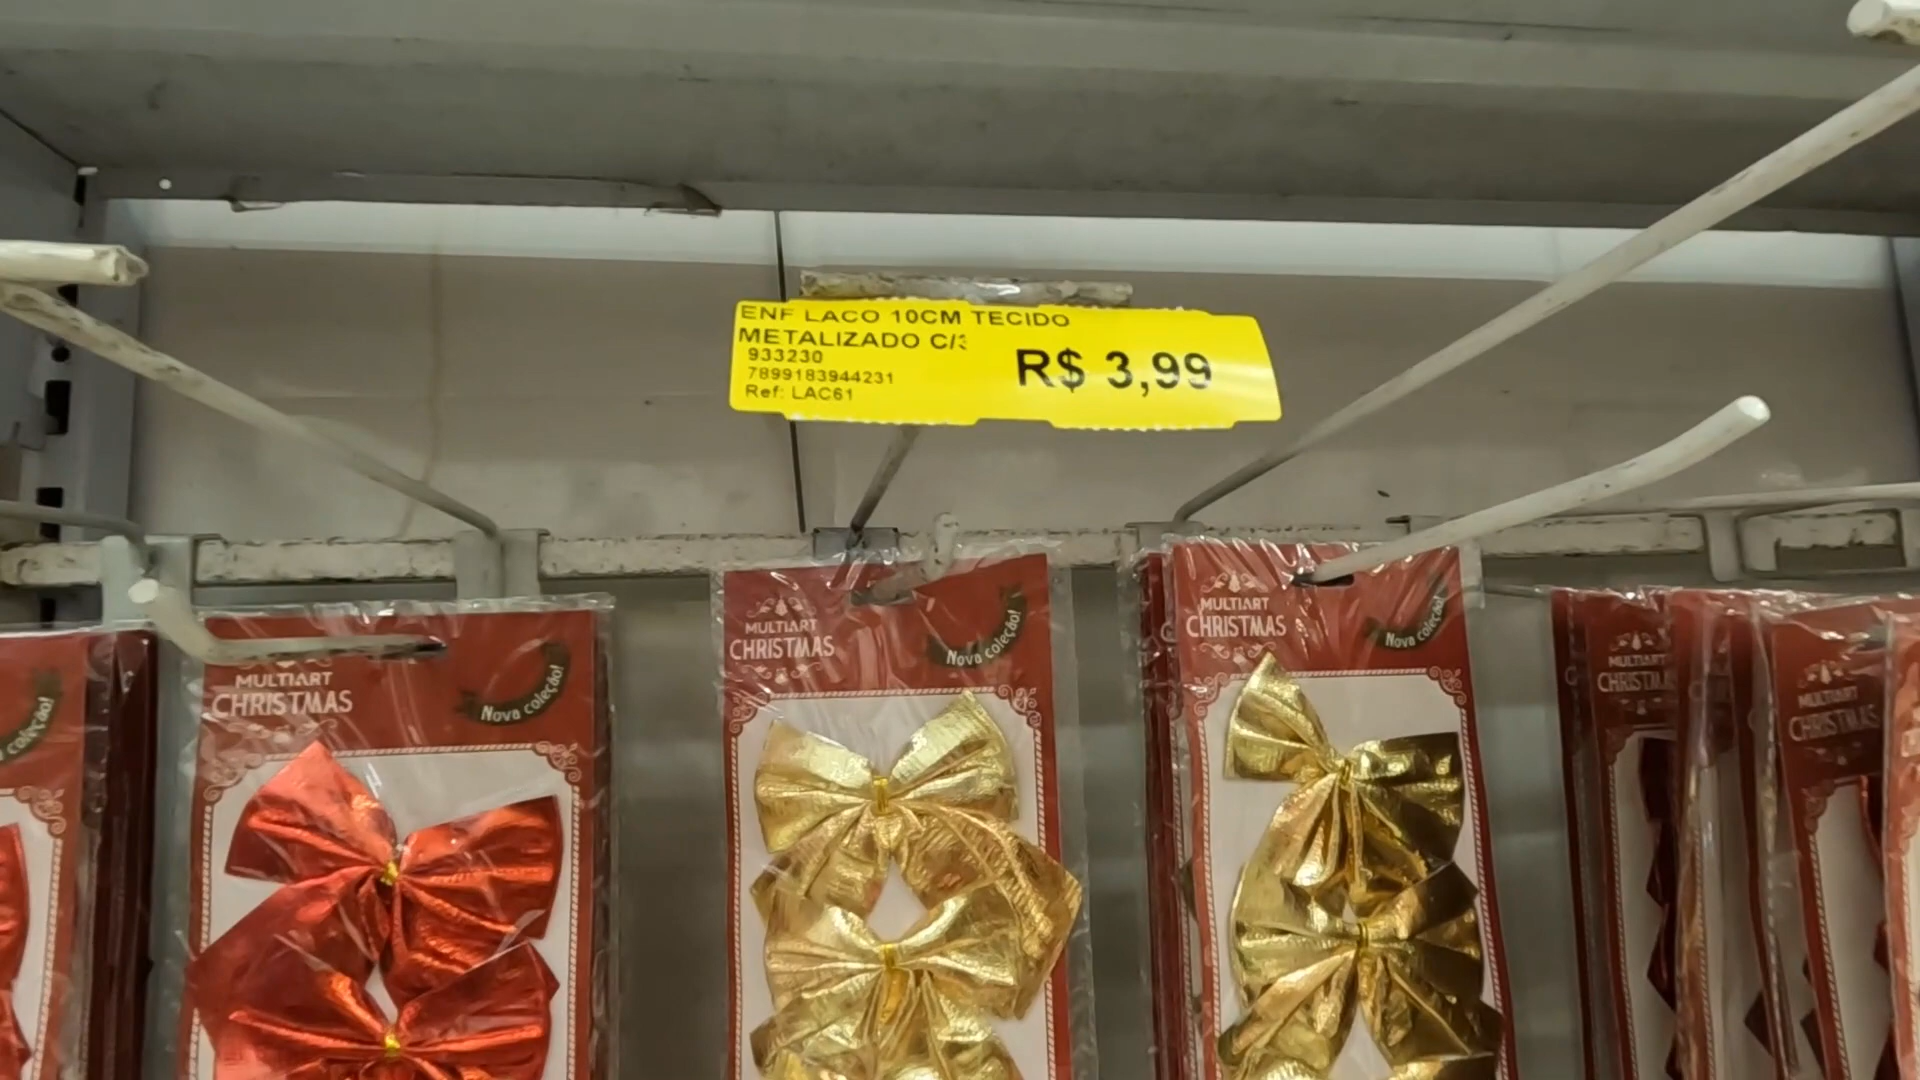 ENF LACO 10CM TECIDO
METALIZADO C/3
933230
7899183944231
Ref: LAC61
R$ 3,99
MULTIART
CHRISTMAS
Nova coleção!
MULTIART
CHRISTMAS
Nova coleção!
MULTIART
CHRISTMAS
Nova coleção!
coleção!
MULTIART
CHRISTMAS
MULTIART
CHRISTMAS